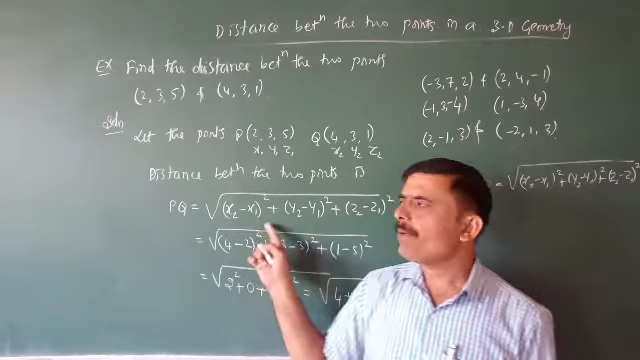 Distance betⁿ the two points in a 3-D Geometry
Ex: Find the distance betⁿ the two points
(2, 3, 5) & (4, 3, 1)
Solⁿ Let the points P(2, 3, 5) Q(4, 3, 1)
x₁ y₁ z₁ x₂ y₂ z₂
Distance betn the two points is
PQ = √(x₂-x₁)² + (y₂-y₁)² + (z₂-z₁)²
= √(4-2)² -3)² + (1-5)²
= √2² + 0 + ² = √4+
(-3, 7, 2) & (2, 4, -1)
(-1, 3, -4) (1, -3, 4)
(2, -1, 3) & (-2, 1, 3)
= √(x₂-x₁)² + (y₂-y₁)² + (z₂-z₁)²